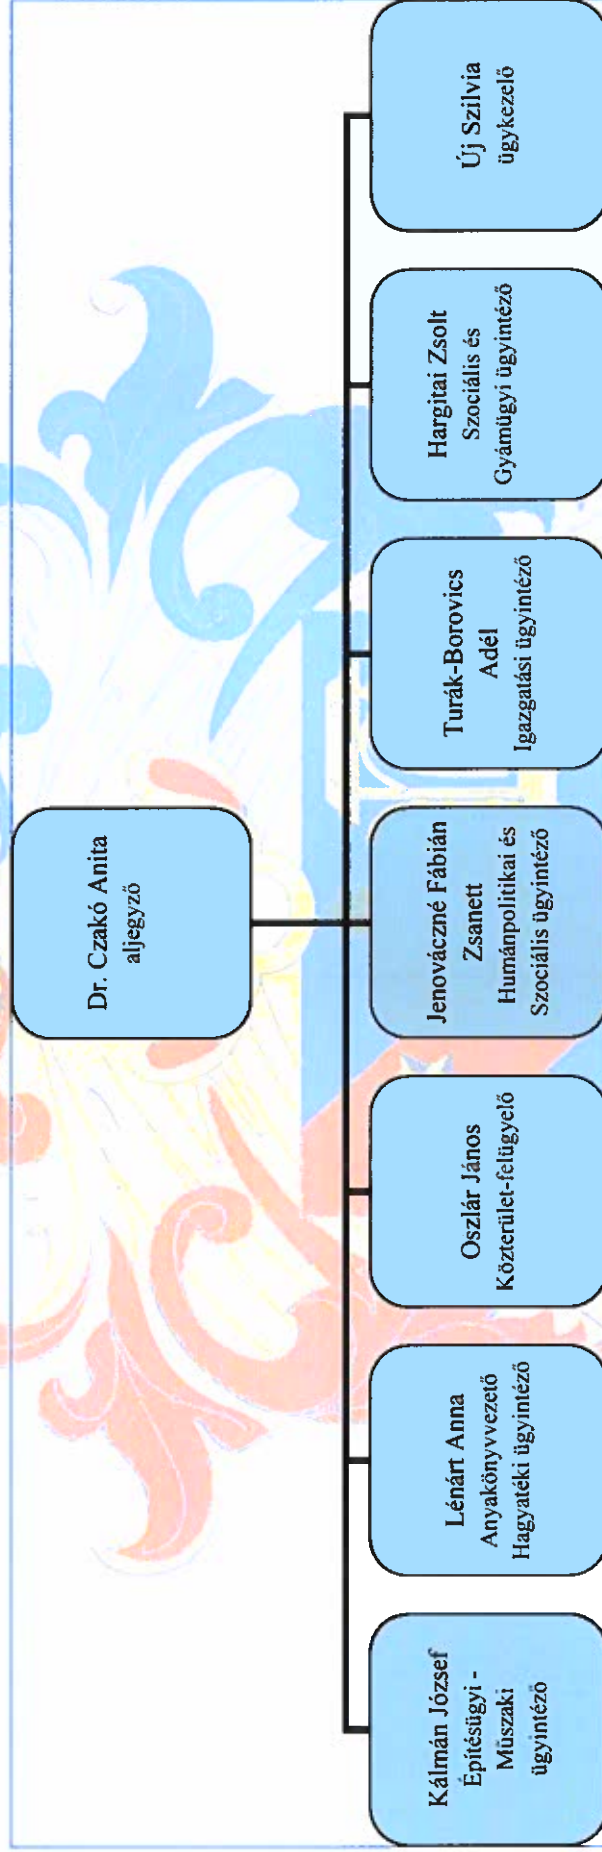 Dr. Czakó Anita
aljegyző
Kálmán József
Építésügyi -
Műszaki
ügyintéző
Lénárt Anna
Anyakönyvvezető
Hagyatéki ügyintéző
Oszlár János
Közterület-felügyelő
Jenováczné Fábián
Zsanett
Humánpolitikai és
Szociális ügyintéző
Turák-Borovics
Adél
Igazgatási ügyintéző
Hargitai Zsolt
Szociális és
Gyámügyi ügyintéző
Új Szilvia
ügykezelő